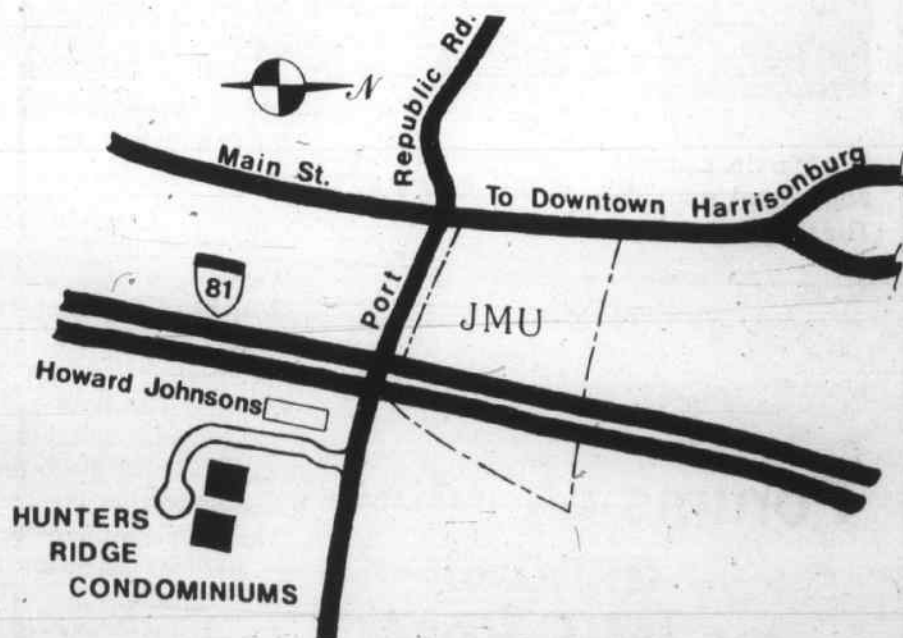 N
Main St.
Port Republic Rd.
To Downtown Harrisonburg
81
JMU
Howard Johnsons
HUNTERS
RIDGE
CONDOMINIUMS